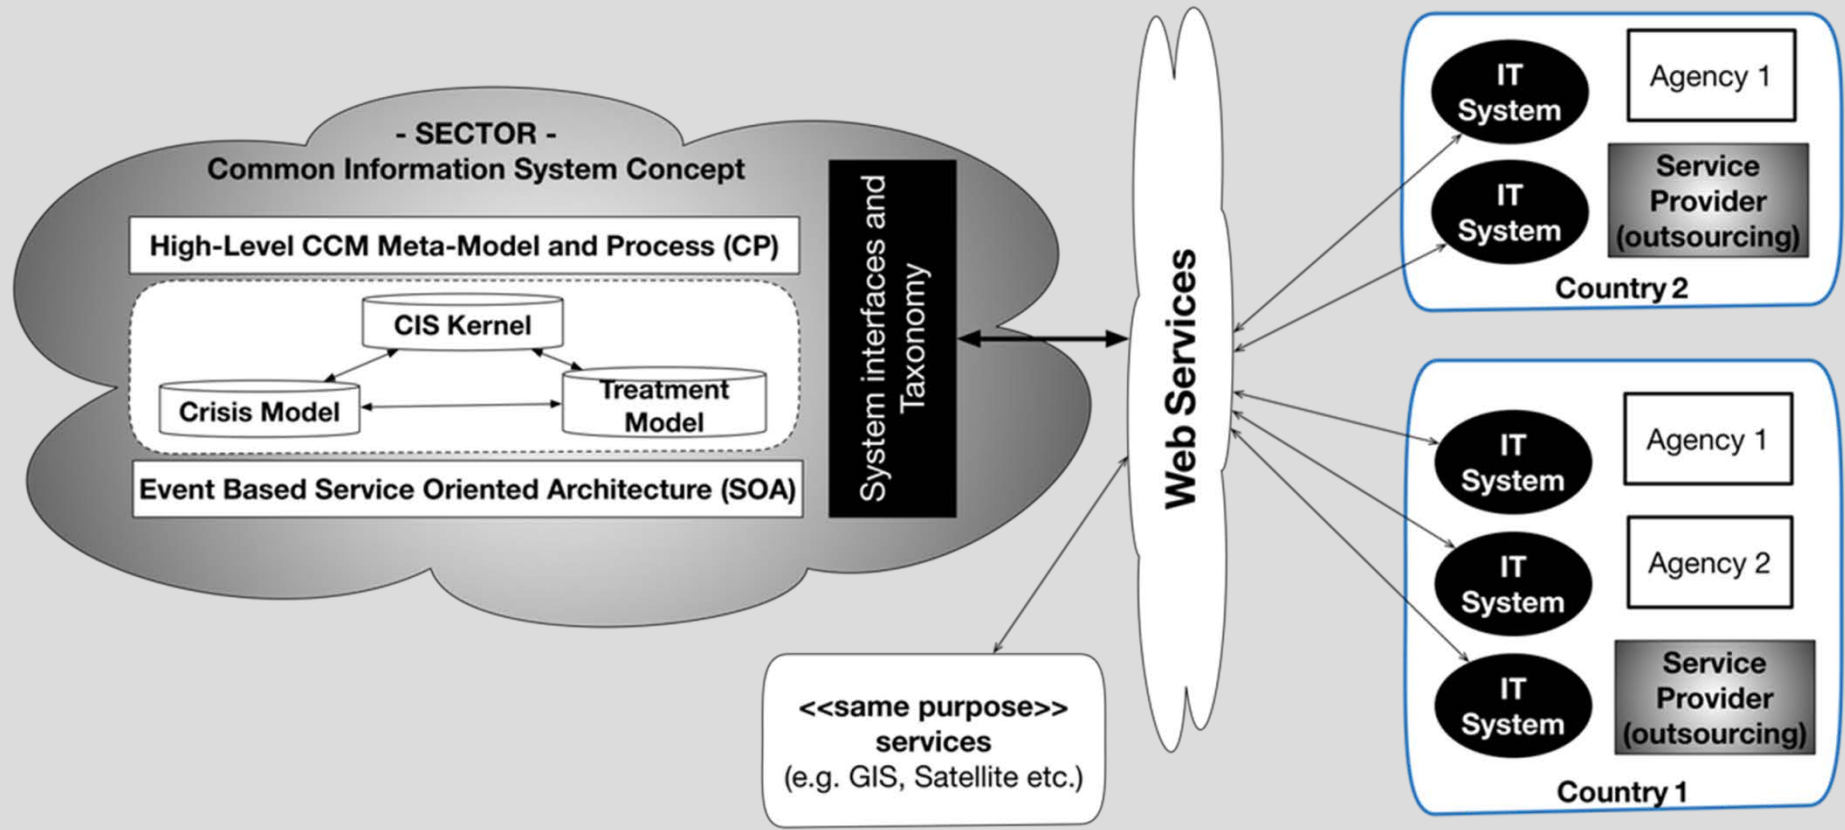 - SECTOR -
Common Information System Concept
High-Level CCM Meta-Model and Process (CP)
CIS Kernel
Crisis Model
Treatment
Model
Event Based Service Oriented Architecture (SOA)
System interfaces and
Taxonomy
Web Services
<<same purpose>>
services
(e.g. GIS, Satellite etc.)
IT
System
Agency 1
IT
System
Service
Provider
(outsourcing)
Country 2
IT
System
Agency 1
IT
System
Agency 2
IT
System
Service
Provider
(outsourcing)
Country 1